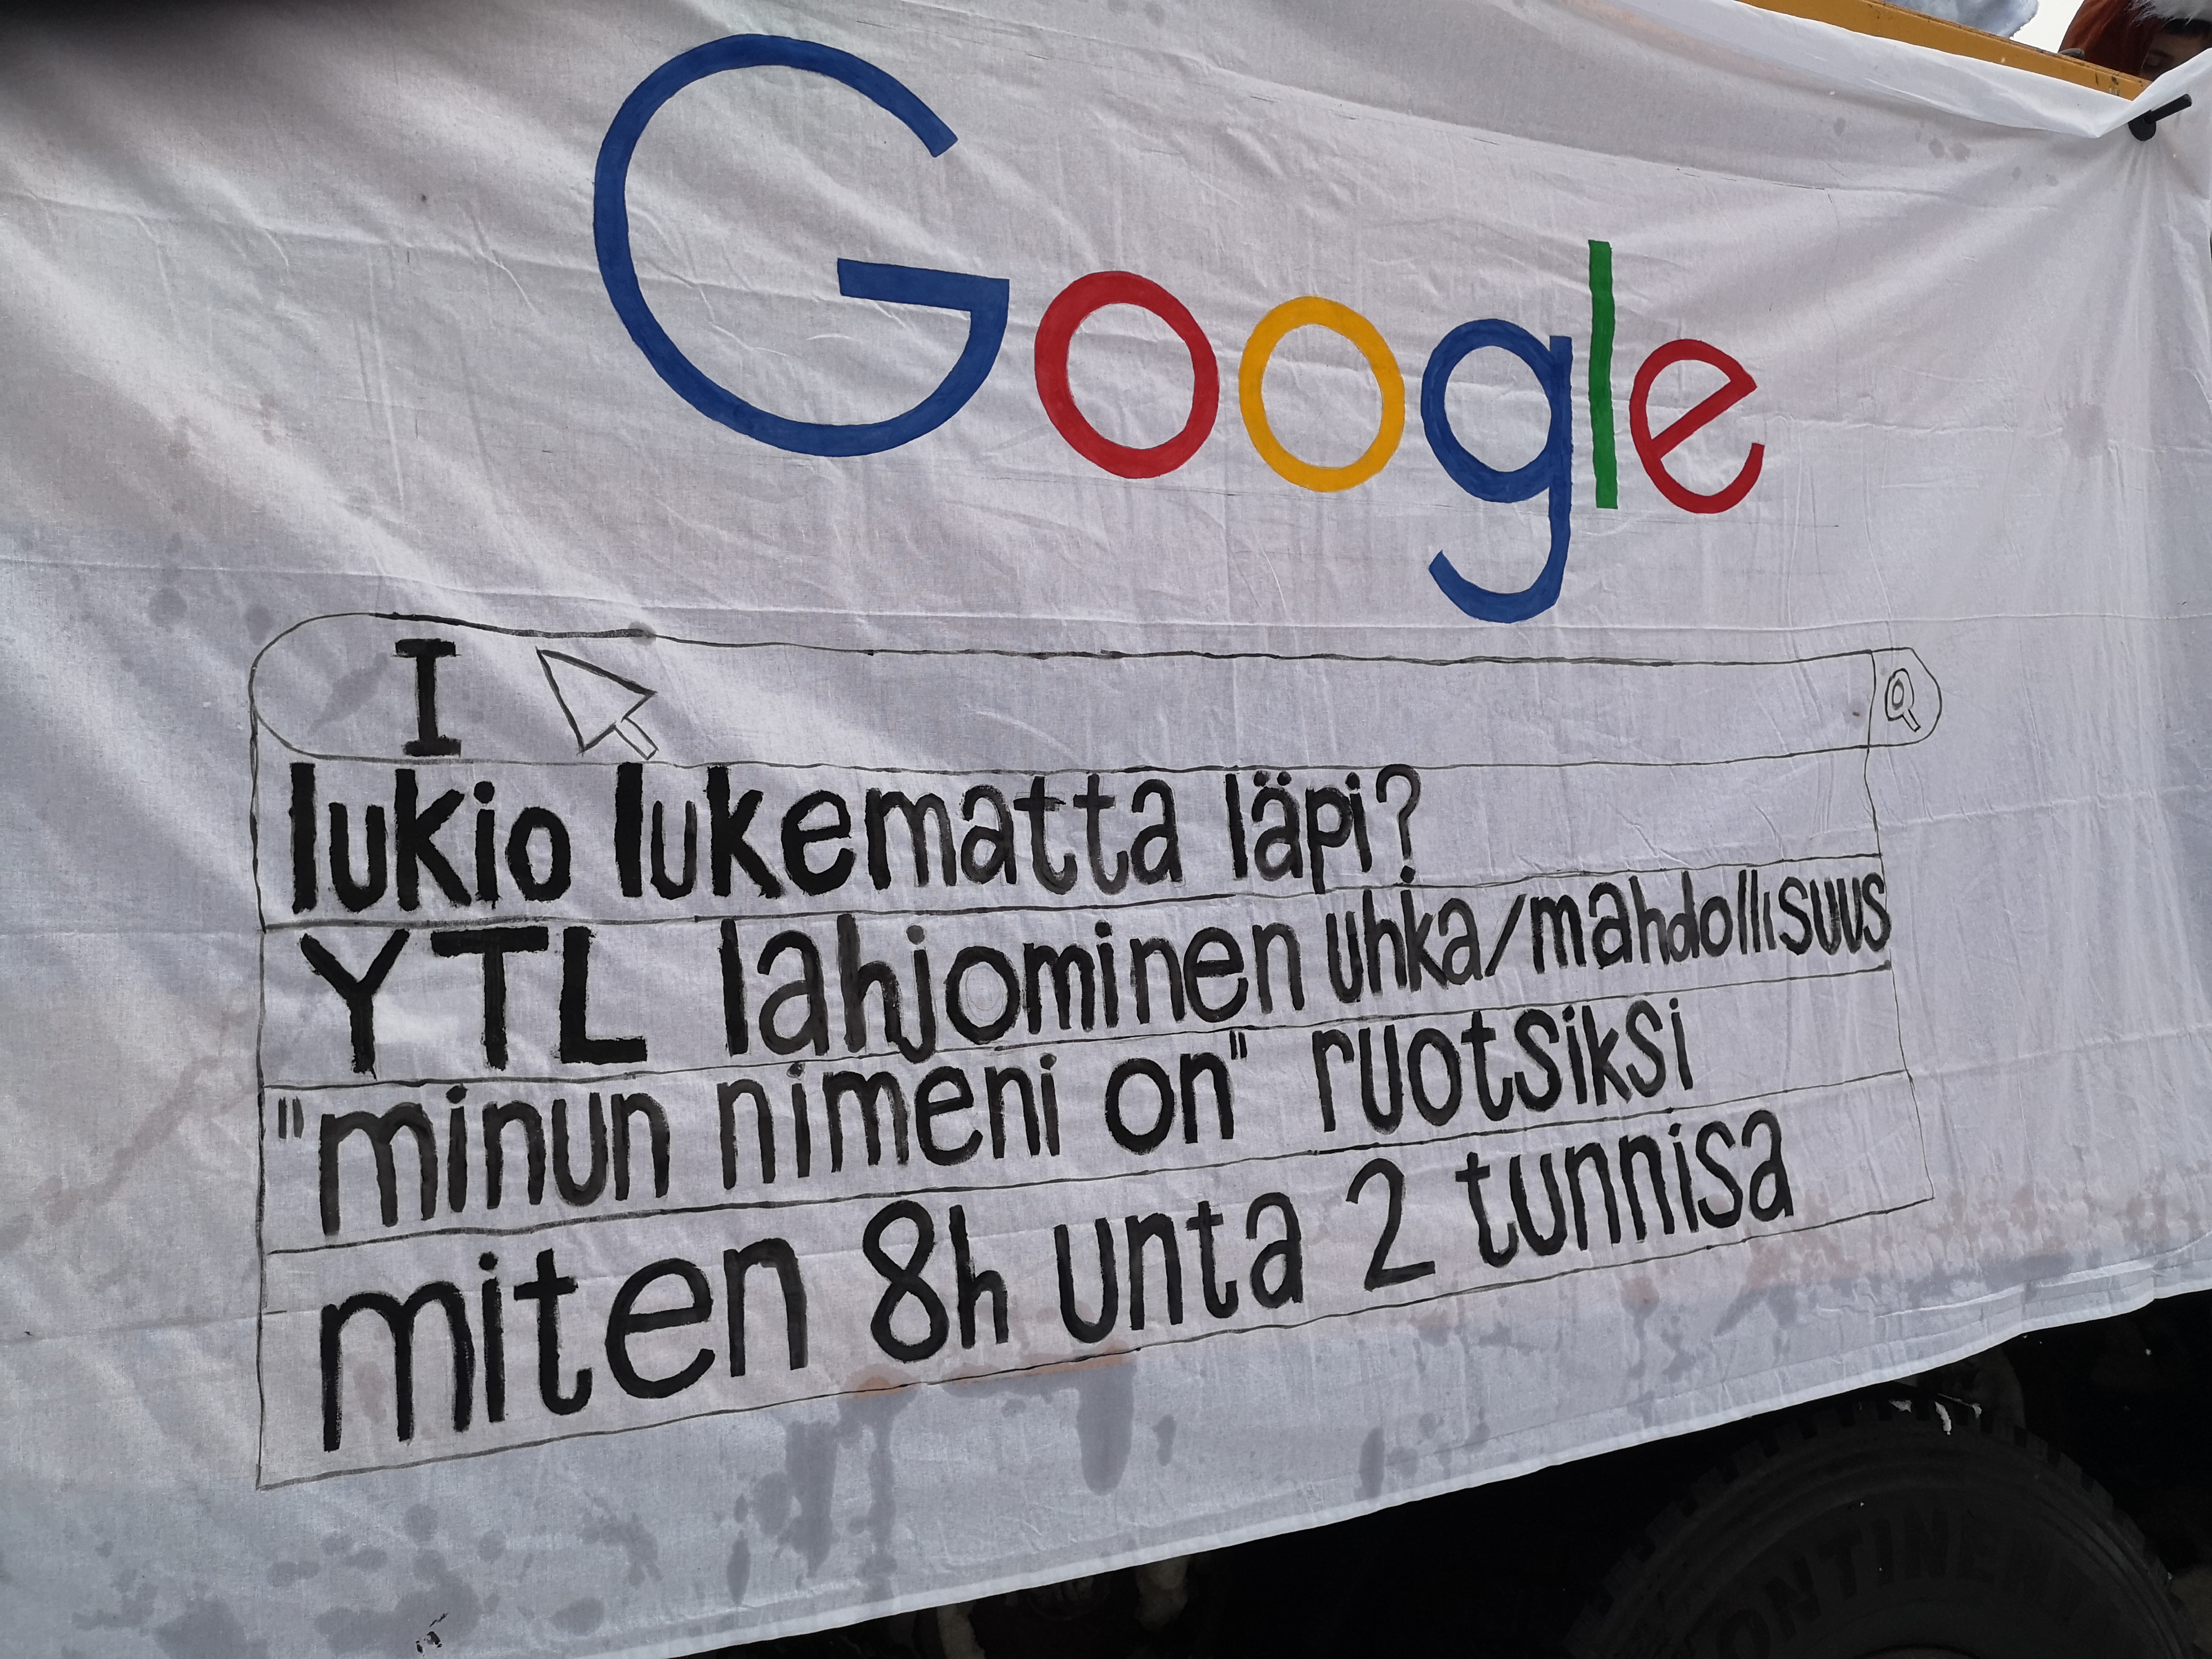 Google
I
lukio lukematta läpi?
YTL lahjominen uhka/mahdollisuus
"minun nimeni on" ruotsiksi
miten 8h unta 2 tunnisa